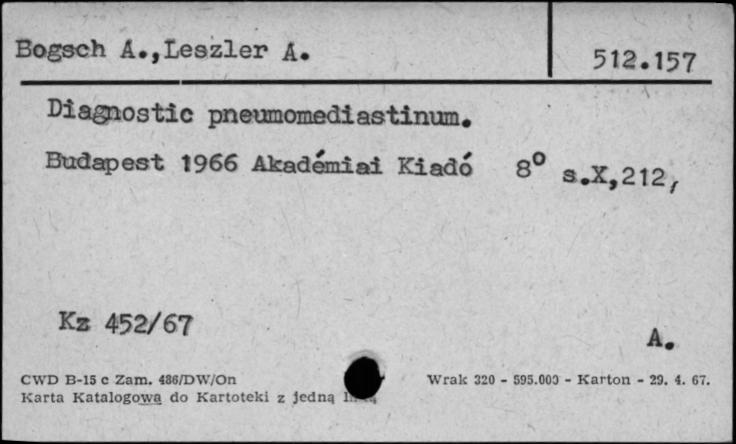 Bogsch A.,Leszler A.
512.157
Diagnostic pneumomediastinum.
Budapest 1966 Akadémiai Kiadó 8° s.X,212,
Kz 452/67
A.
CWD B-15 c Zam. 486/DW/On
Wrak 320 - 595.000 - Karton - 29. 4. 67.
Karta Katalogowa do Kartoteki z jedną